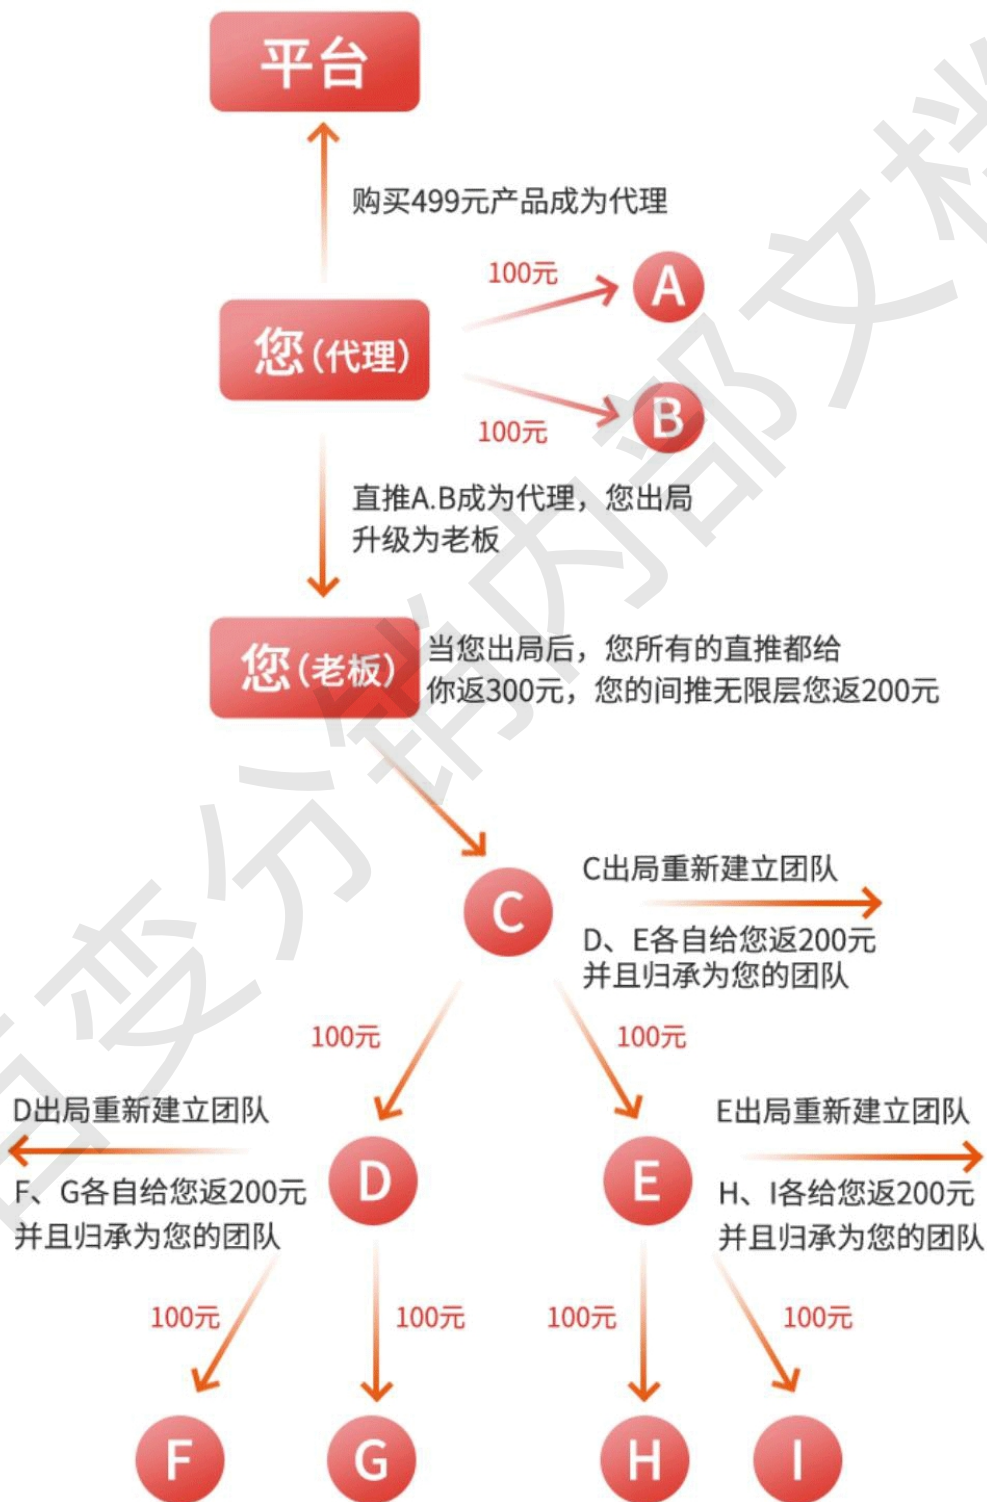 平台
购买499元产品成为代理
100元
A
您(代理)
B
100元
直推A.B成为代理，您出局
升级为老板
您(老板)
当您出局后，您所有的直推都给
你返300元，您的间推无限层您返200元
C出局重新建立团队
C
D、E各自给您返200元
并且归承为您的团队
100元
100元
D出局重新建立团队
E出局重新建立团队
D
E
F、G各自给您返200元
并且归承为您的团队
H、I各给您返200元
并且归承为您的团队
100元
100元
100元
100元
F
G
H
I
百变分销内部文档